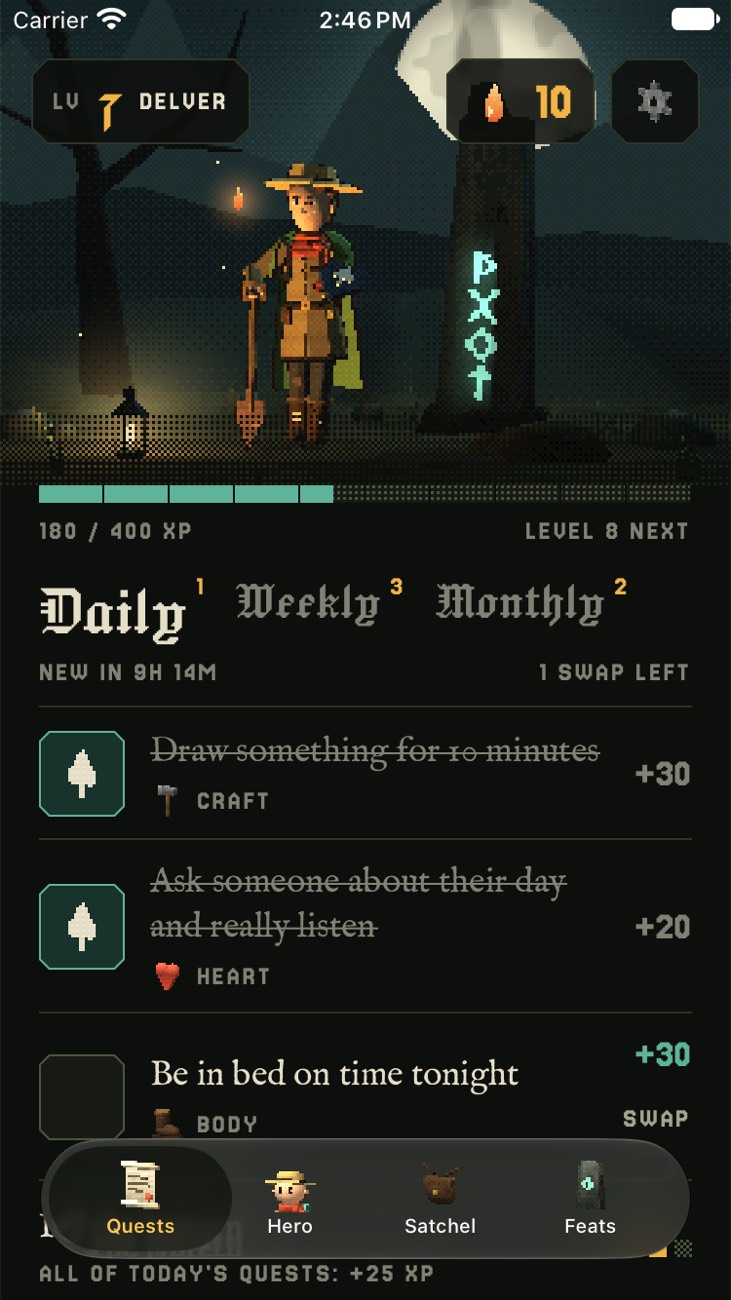 Carrier 2:46 PM
LV 7 DELVER
10
180 / 400 XP LEVEL 8 NEXT
Daily 1 Weekly 3 Monthly 2
NEW IN 9H 14M 1 SWAP LEFT
Draw something for 10 minutes
+30
CRAFT
Ask someone about their day
and really listen
+20
HEART
+30
Be in bed on time tonight
SWAP
BODY
Quests Hero Satchel Feats
ALL OF TODAY'S QUESTS: +25 XP